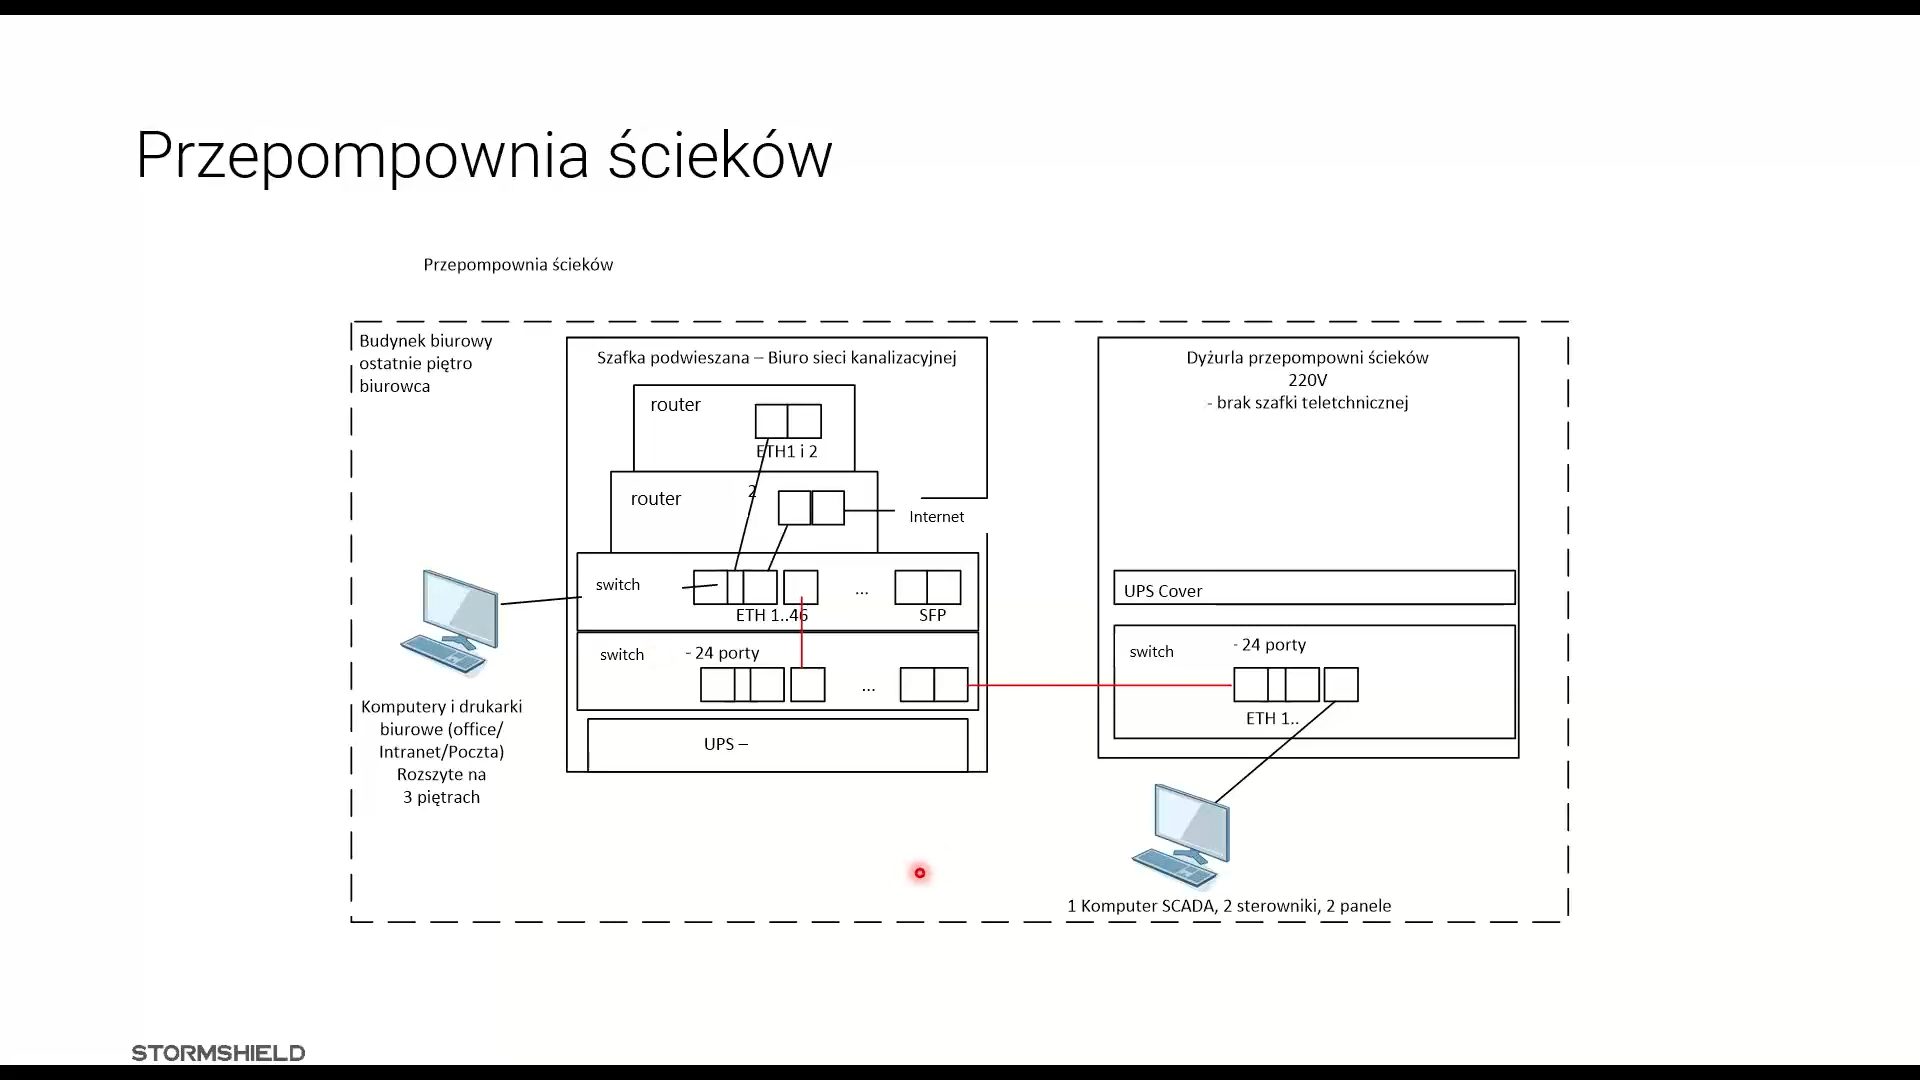 Przepompownia ścieków
Przepompownia ścieków
Budynek biurowy
ostatnie piętro
biurowca
Szafka podwieszana – Biuro sieci kanalizacyjnej
router
ETH1 i 2
router
2
Internet
switch
...
ETH 1..46
SFP
switch
- 24 porty
...
UPS –
Komputery i drukarki
biurowe (office/
Intranet/Poczta)
Rozszyte na
3 piętrach
Dyżurla przepompowni ścieków
220V
- brak szafki teletchnicznej
UPS Cover
switch
- 24 porty
ETH 1..
1 Komputer SCADA, 2 sterowniki, 2 panele
STORMSHIELD